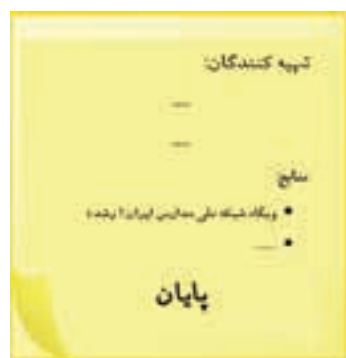 تهیه کنندگان:
....
....
منابع:
• وبگاه شبکه ملی مدارس ایران ( رشد )
• .....
پایان